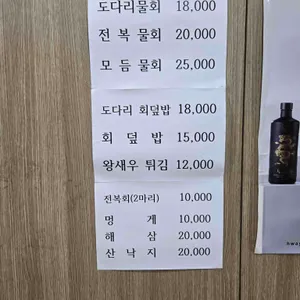 도다리물회 18,000
전 복 물회 20,000
모 듬 물회 25,000
도다리 회덮밥 18,000
회 덮 밥 15,000
왕새우 튀김 12,000
전복회(2마리) 10,000
멍 게 10,000
해 삼 20,000
산 낙 지 20,000